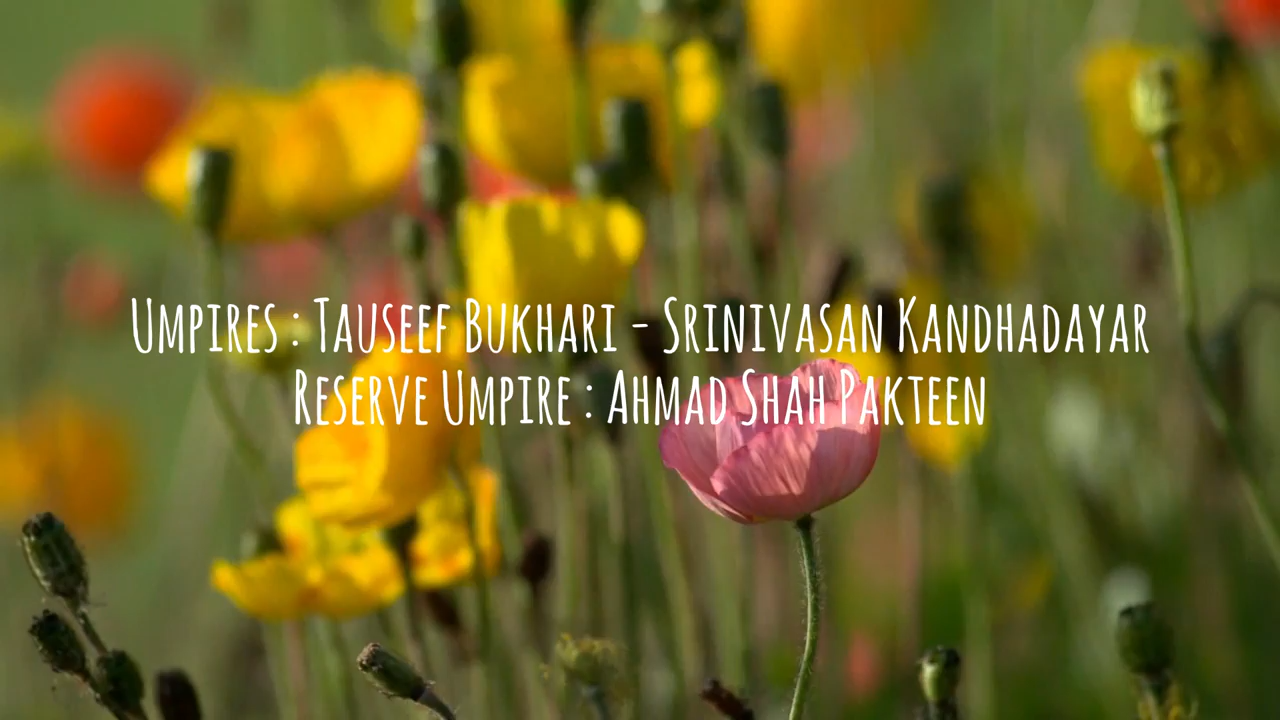 Umpires : Tauseef Bukhari - Srinivasan Kandhadayar
Reserve Umpire : Ahmad Shah Pakteen